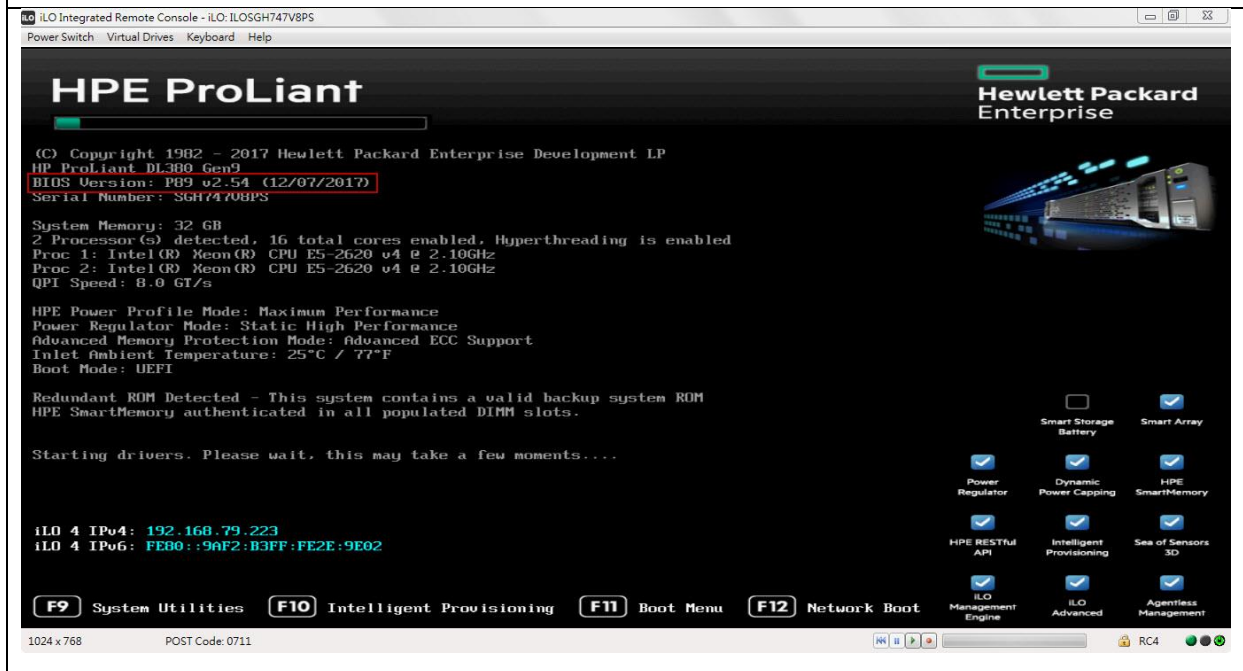 iLO Integrated Remote Console - iLO: ILOSGH747V8PS
Power Switch Virtual Drives Keyboard Help
HPE ProLiant
Hewlett Packard
Enterprise
(C) Copyright 1982 - 2017 Hewlett Packard Enterprise Development LP
HP ProLiant DL380 Gen9
BIOS Version: P89 v2.54 (12/07/2017)
Serial Number: SGH747V8PS
System Memory: 32 GB
2 Processor(s) detected, 16 total cores enabled, Hyperthreading is enabled
Proc 1: Intel(R) Xeon(R) CPU E5-2620 v4 @ 2.10GHz
Proc 2: Intel(R) Xeon(R) CPU E5-2620 v4 @ 2.10GHz
QPI Speed: 8.0 GT/s
HPE Power Profile Mode: Maximum Performance
Power Regulator Mode: Static High Performance
Advanced Memory Protection Mode: Advanced ECC Support
Inlet Ambient Temperature: 25°C / 77°F
Boot Mode: UEFI
Redundant ROM Detected - This system contains a valid backup system ROM
HPE SmartMemory authenticated in all populated DIMM slots.
Starting drivers. Please wait, this may take a few moments....
Smart Storage
Battery
Smart Array
Power
Regulator
Dynamic
Power Capping
HPE
SmartMemory
HPE RESTful
API
Intelligent
Provisioning
Sea of Sensors
3D
iLO
Management
Engine
iLO
Advanced
Agentless
Management
iLO 4 IPv4: 192.168.79.223
iLO 4 IPv6: FE80::9AF2:B3FF:FE2E:9E02
F9 System Utilities F10 Intelligent Provisioning F11 Boot Menu F12 Network Boot
1024 x 768 POST Code: 0711 RC4